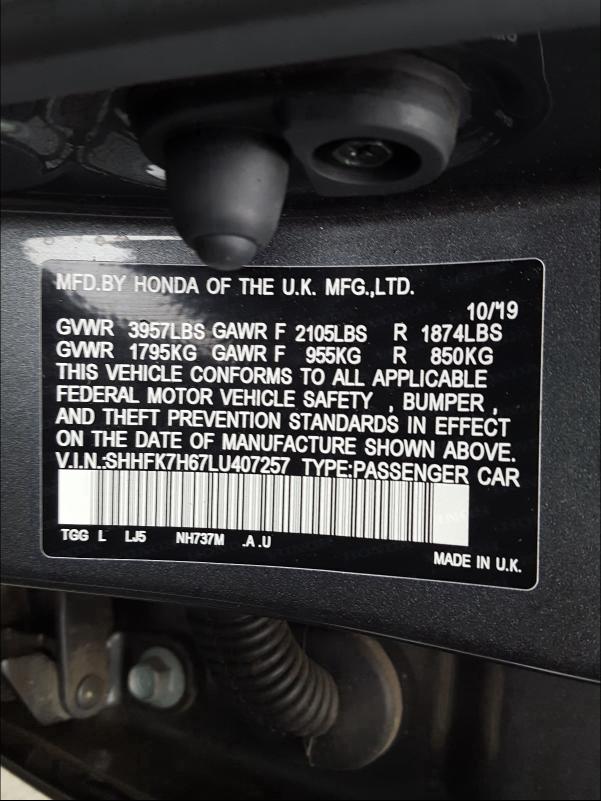 MFD.BY HONDA OF THE U.K. MFG.,LTD.
10/19
GVWR 3957LBS GAWR F 2105LBS R 1874LBS
GVWR 1795KG GAWR F 955KG R 850KG
THIS VEHICLE CONFORMS TO ALL APPLICABLE
FEDERAL MOTOR VEHICLE SAFETY , BUMPER ,
AND THEFT PREVENTION STANDARDS IN EFFECT
ON THE DATE OF MANUFACTURE SHOWN ABOVE.
V.I.N.:SHHFK7H67LU407257 TYPE:PASSENGER CAR
TGG L LJ5 NH737M .A .U
MADE IN U.K.